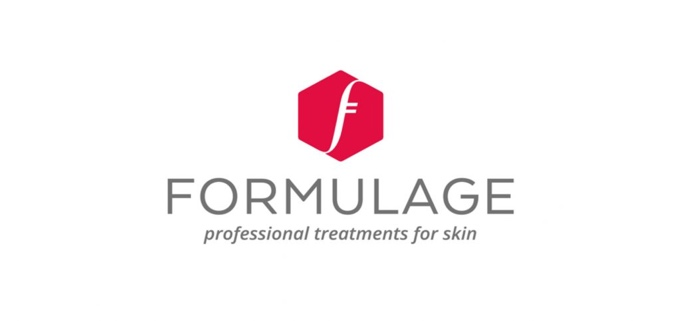 f
FORMULAGE
professional treatments for skin